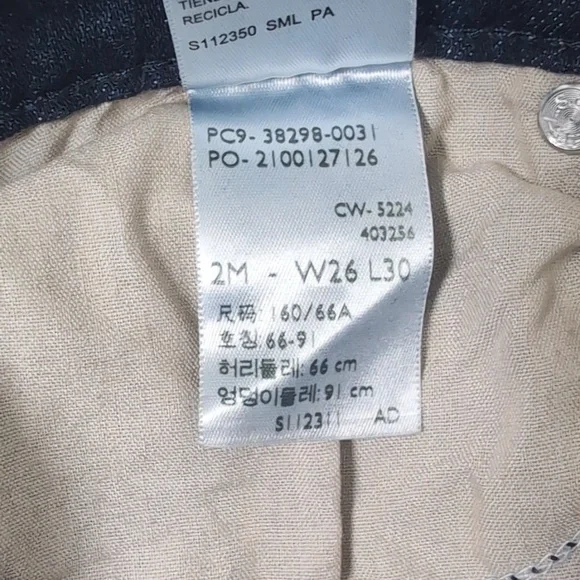 RECICLA.
S112350 SML PA
PC9- 38298-0031
PO- 2100127126
CW- 5224
403256
2M - W26 L30
尺码: 160/66A
호칭: 66-91
허리둘레: 66 cm
엉덩이둘레: 91 cm
S112311 AD